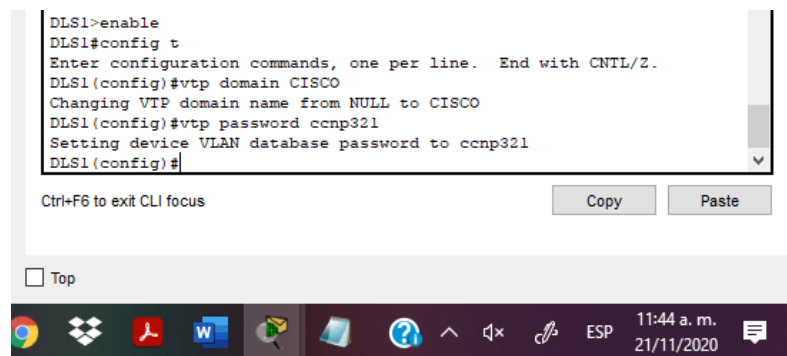 DLS1>enable
DLS1#config t
Enter configuration commands, one per line.  End with CNTL/Z.
DLS1(config)#vtp domain CISCO
Changing VTP domain name from NULL to CISCO
DLS1(config)#vtp password ccnp321
Setting device VLAN database password to ccnp321
DLS1(config)#
Ctrl+F6 to exit CLI focus
Copy
Paste
Top
W
?
ESP
11:44 a. m.
21/11/2020